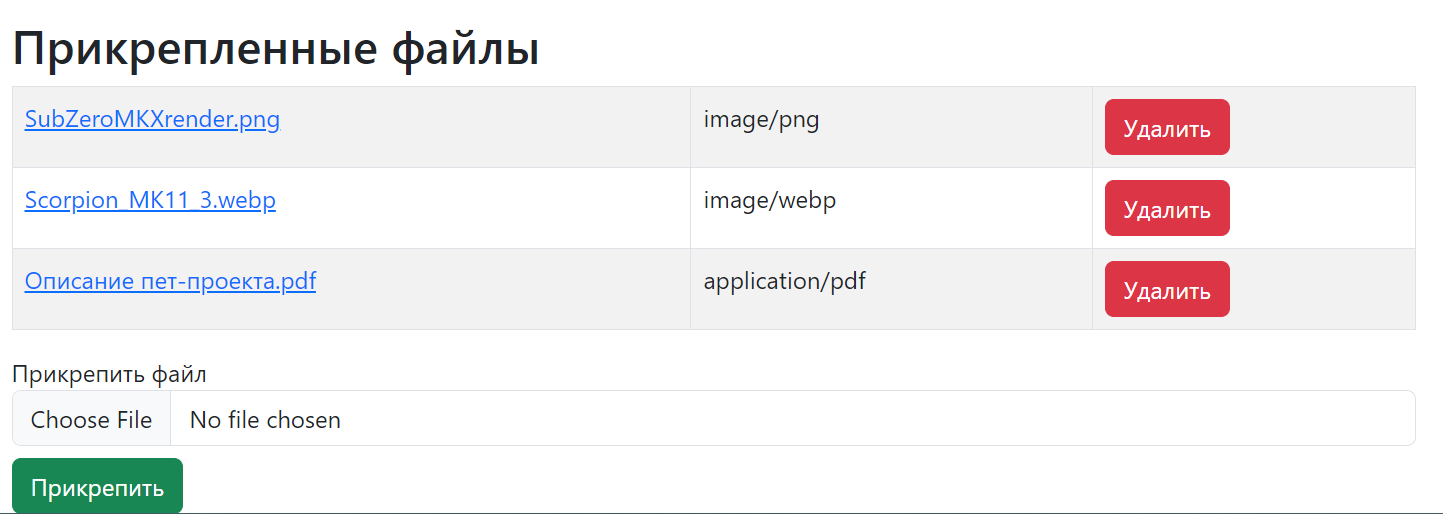 Прикрепленные файлы
SubZeroMKXrender.png image/png Удалить
Scorpion_MK11_3.webp image/webp Удалить
Описание пет-проекта.pdf application/pdf Удалить
Прикрепить файл
Choose File No file chosen
Прикрепить